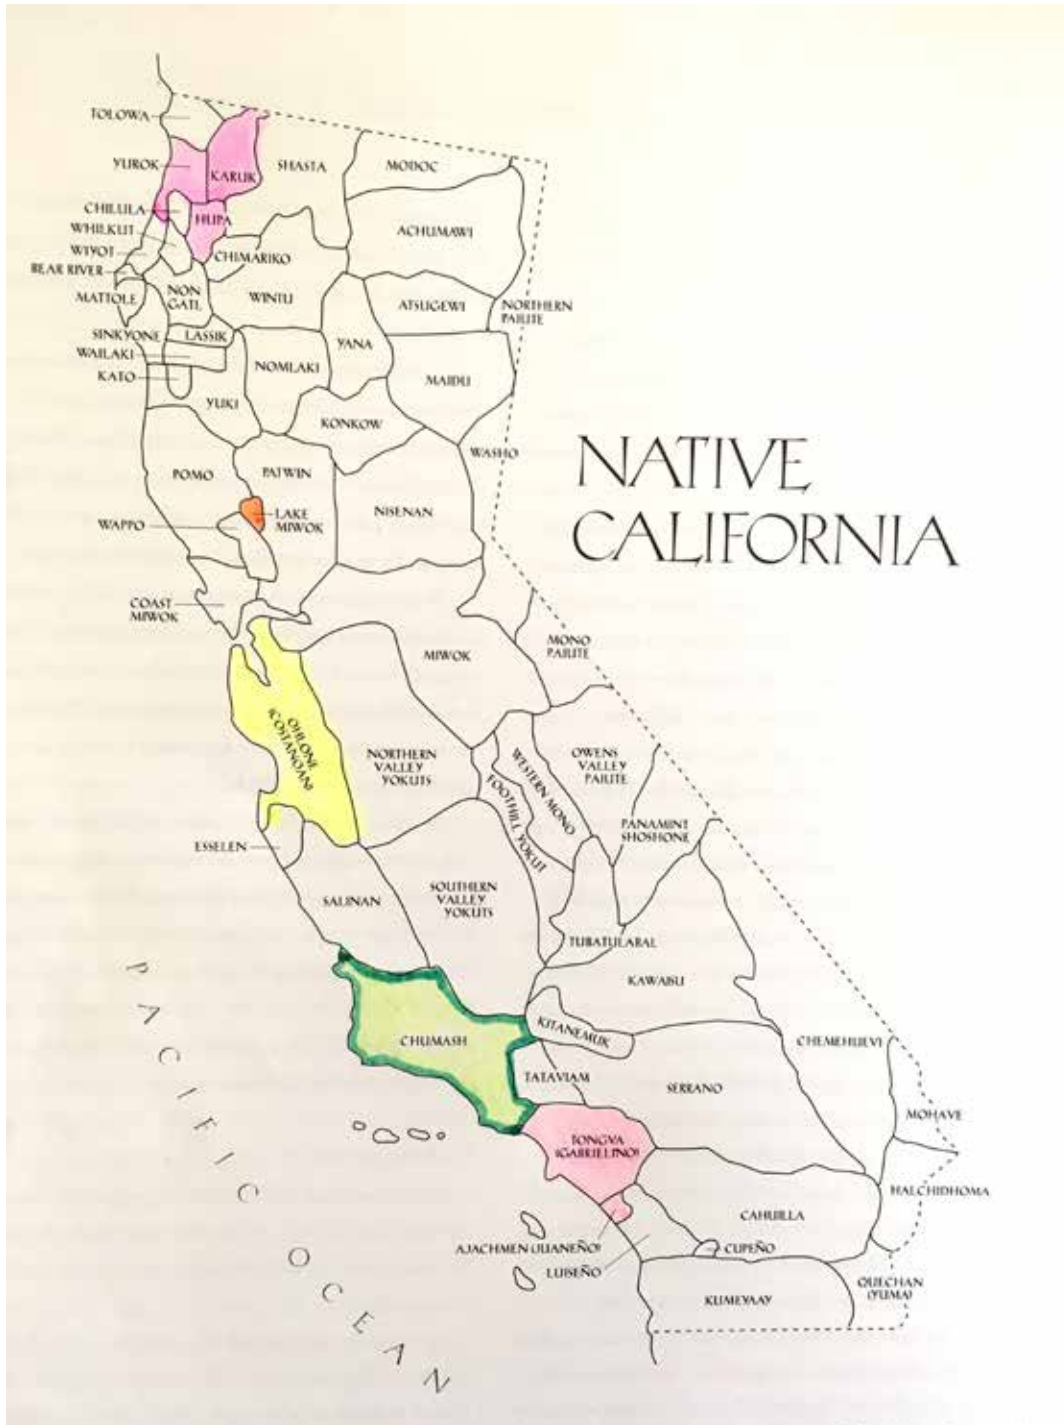 TOLOWA
YUROK
KARUK
SHASTA
MODOC
CHILULA
HUPA
WHILKUT
ACHUMAWI
WIYOT
CHIMARIKO
BEAR RIVER
MATTOLE
NON
GATL
WINTU
ATSUGEWI
NORTHERN
PAIUTE
SINKYONE
LASSIK
WAILAKI
YANA
KATO
NOMLAKI
MAIDU
YUKI
KONKOW
WASHO
NATIVE
CALIFORNIA
POMO
PATWIN
LAKE
MIWOK
NISENAN
WAPPO
COAST
MIWOK
MIWOK
MONO
PAIUTE
OHLONE
(COSTANOAN)
NORTHERN
VALLEY
YOKUTS
WESTERN MONO
FOOTHILL YOKUT
OWENS
VALLEY
PAIUTE
PANAMINT
SHOSHONE
ESSELEN
SALINAN
SOUTHERN
VALLEY
YOKUTS
TUBATULABAL
KAWAISU
PACIFIC OCEAN
CHUMASH
KITANEMUK
TATAVIAM
SERRANO
CHEMEHUEVI
MOHAVE
TONGVA
(GABRIELINO)
HALCHIDHOMA
CAHUILLA
AJACHMEN (JUANEÑO)
LUISEÑO
CUPEÑO
KUMEYAAY
QUECHAN
(YUMA)